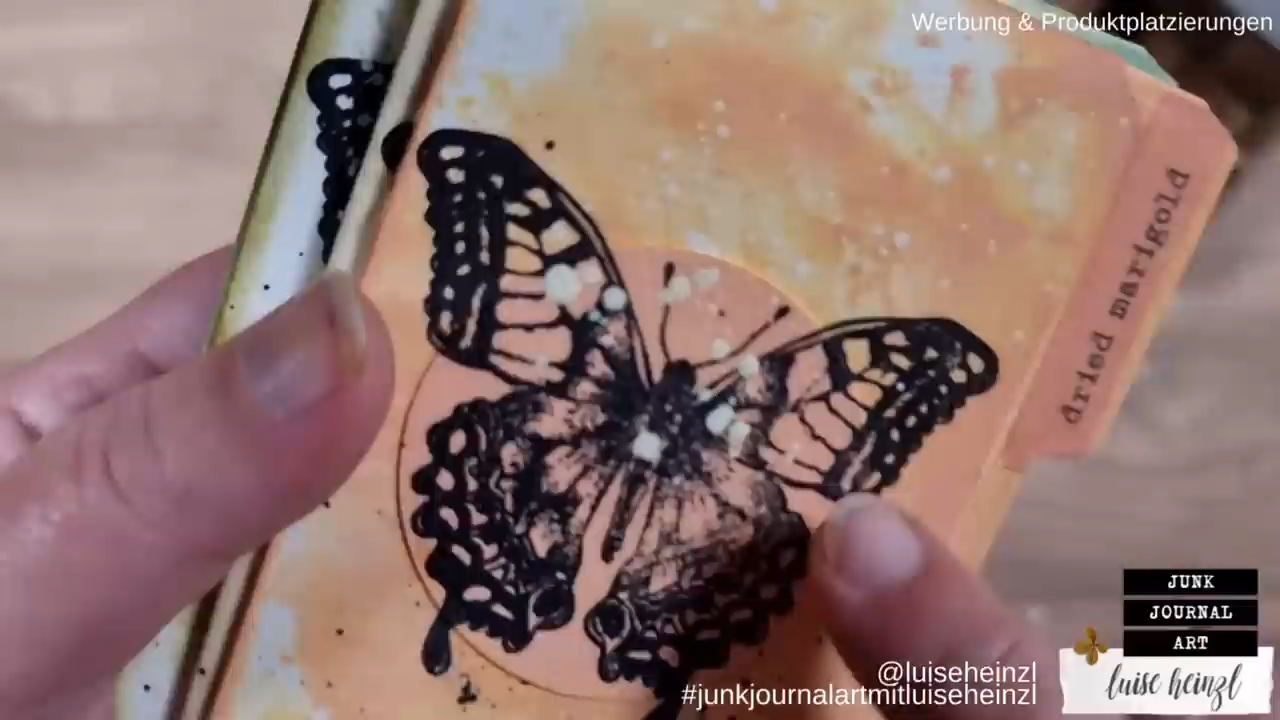 Werbung & Produktplatzierungen
dried marigold
JUNK
JOURNAL
ART
luise heinzl
@luiseheinzl
#junkjournalartmitluiseheinzl